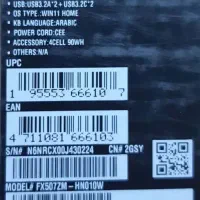 • USB:USB3.2A*2 + USB3.2C*2
• OS TYPE:WIN11 HOME
• KB LANGUAGE:ARABIC
• POWER CORD:CEE
• ACCESSORY:4CELL 90WH
• OTHERS:N/A
UPC
1 95553 66610 7
EAN
4 711081 666103
S/N# N6NRCX00J430224 CN# 2GSY
MODEL# FX507ZM-HN010W